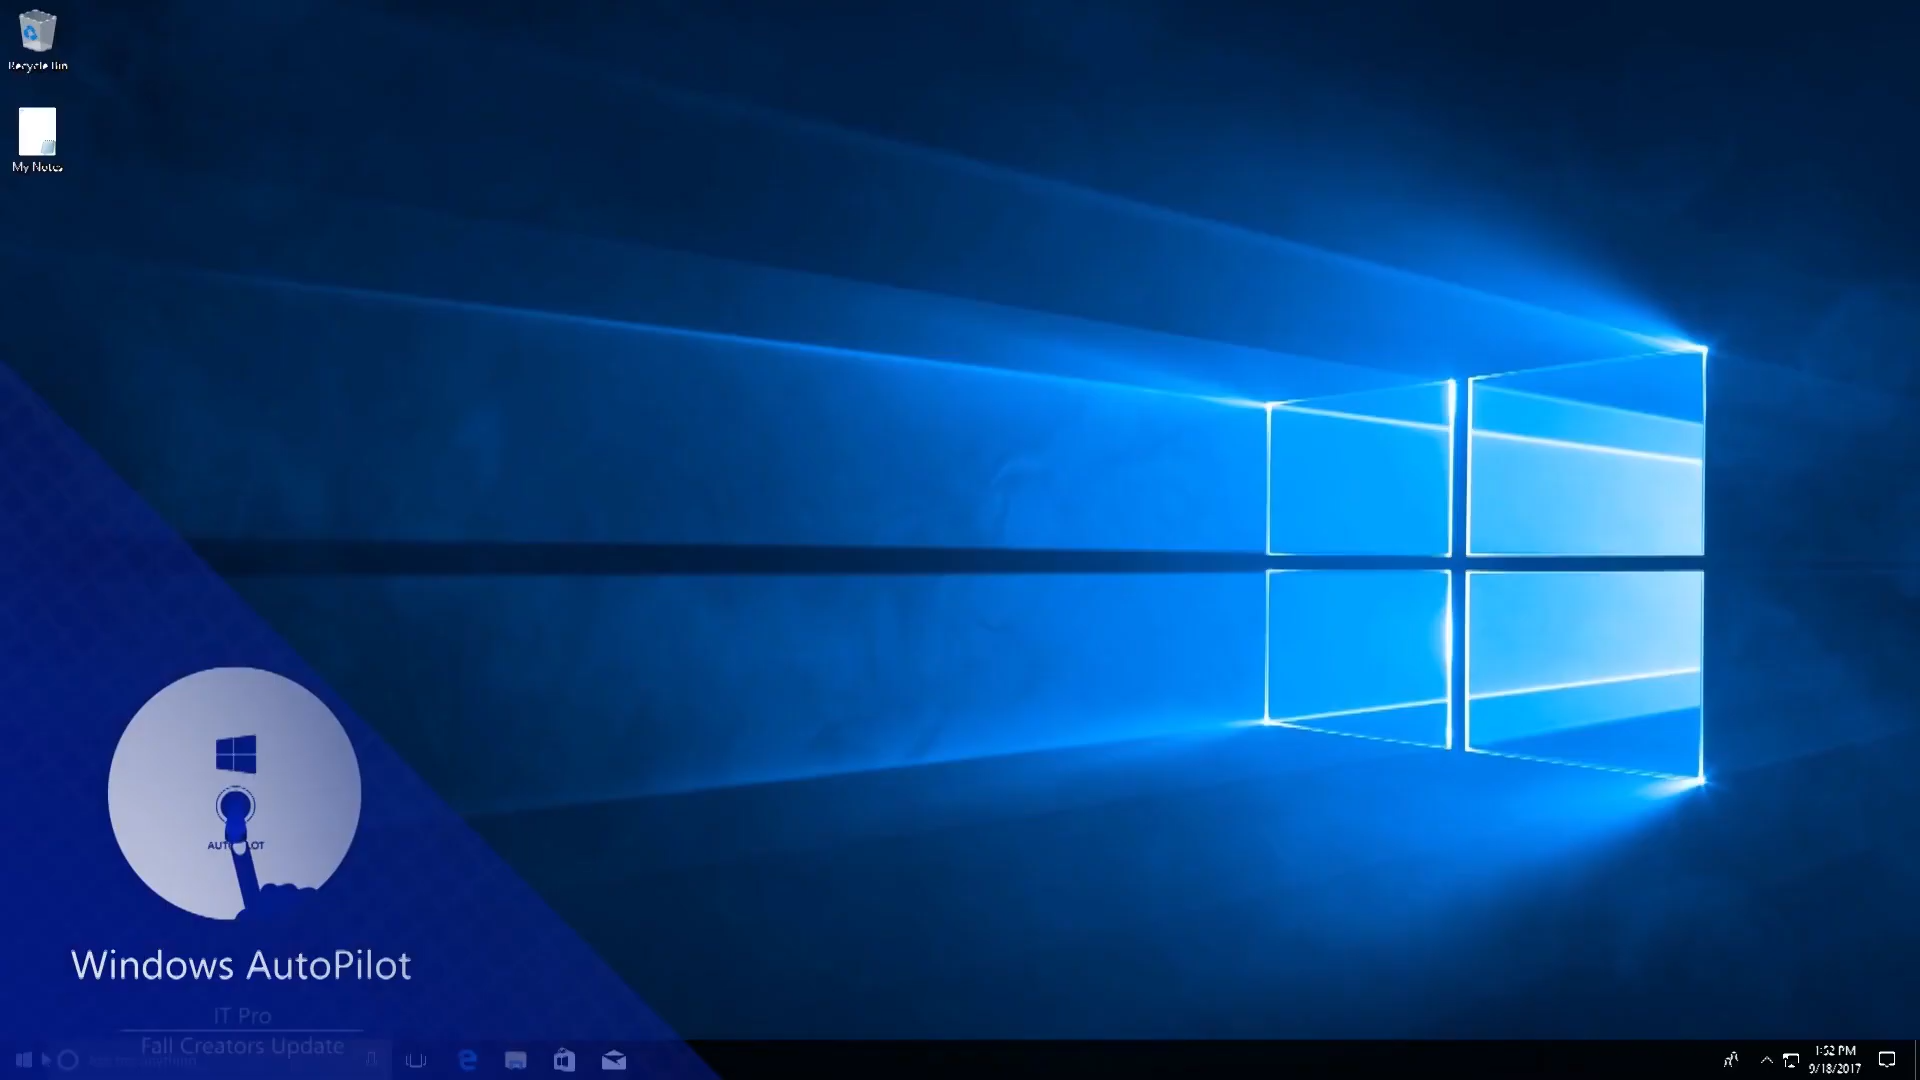 Recycle Bin
My Notes
Windows AutoPilot
IT Pro
Fall Creators Update
1:52 PM
9/18/2017